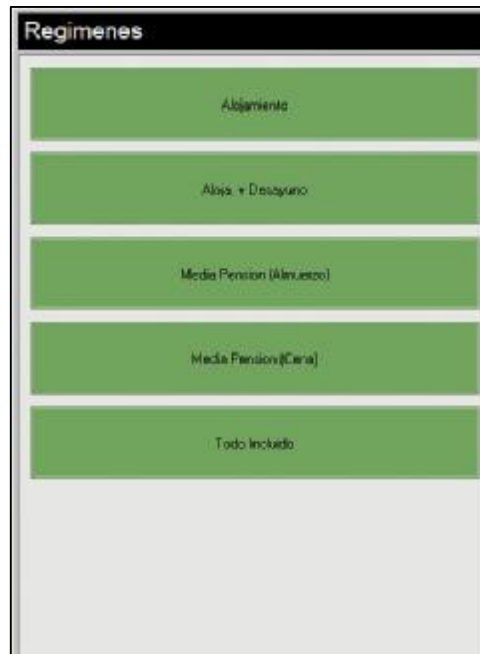 Regimenes
Alojamiento
Aloja. + Desayuno
Media Pension (Almuerzo)
Media Pension (Cena)
Todo Incluido